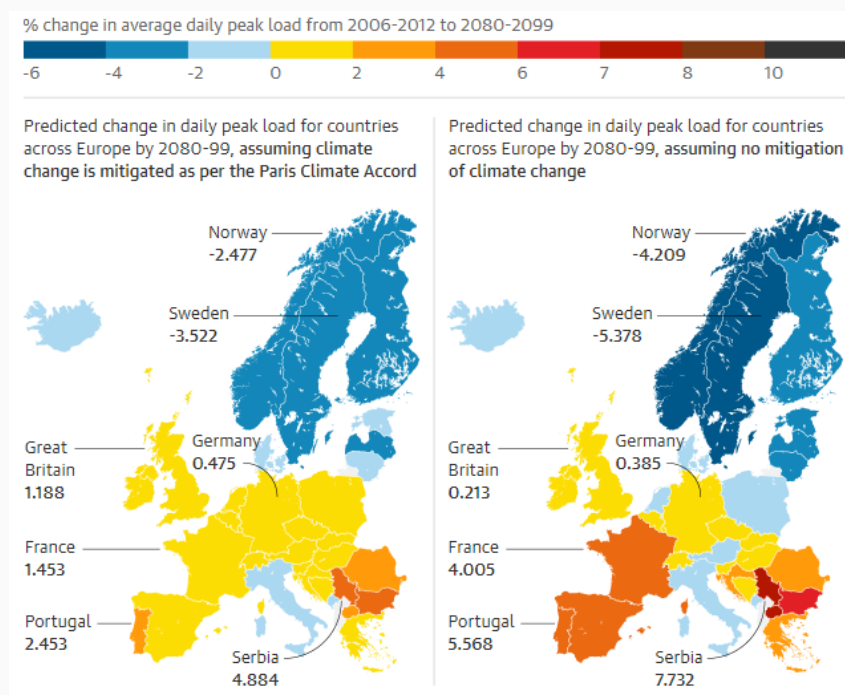 % change in average daily peak load from 2006-2012 to 2080-2099
-6 -4 -2 0 2 4 6 7 8 10
Predicted change in daily peak load for countries
across Europe by 2080-99, assuming climate
change is mitigated as per the Paris Climate Accord
Norway
-2.477
Sweden
-3.522
Germany
0.475
Great
Britain
1.188
France
1.453
Portugal
2.453
Serbia
4.884
Predicted change in daily peak load for countries
across Europe by 2080-99, assuming no mitigation
of climate change
Norway
-4.209
Sweden
-5.378
Germany
0.385
Great
Britain
0.213
France
4.005
Portugal
5.568
Serbia
7.732